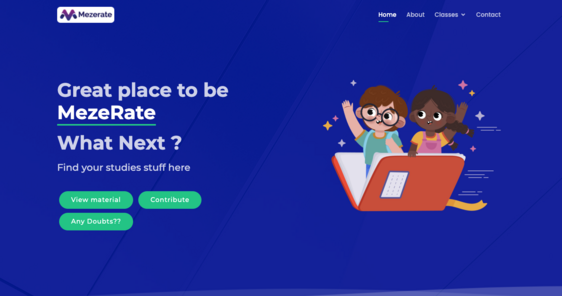 Mezerate
Home About Classes Contact
Great place to be
MezeRate
What Next ?
Find your studies stuff here
View material Contribute
Any Doubts??